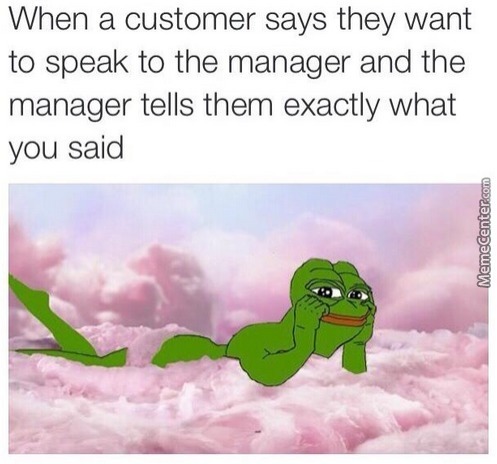 When a customer says they want
to speak to the manager and the
manager tells them exactly what
you said
MemeCenter.com